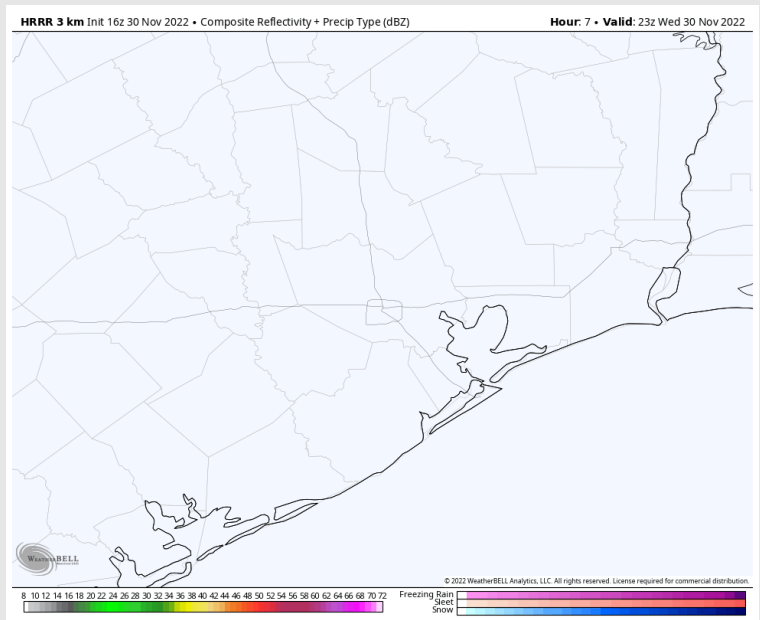 HRRR 3 km Init 16z 30 Nov 2022 • Composite Reflectivity + Precip Type (dBZ) Hour: 7 • Valid: 23z Wed 30 Nov 2022
WeatherBELL
© 2022 WeatherBELL Analytics, LLC. All rights reserved. License required for commercial distribution.
8 10 12 14 16 18 20 22 24 26 28 30 32 34 36 38 40 42 44 46 48 50 52 54 56 58 60 62 64 66 68 70 72
Freezing Rain
Sleet
Snow